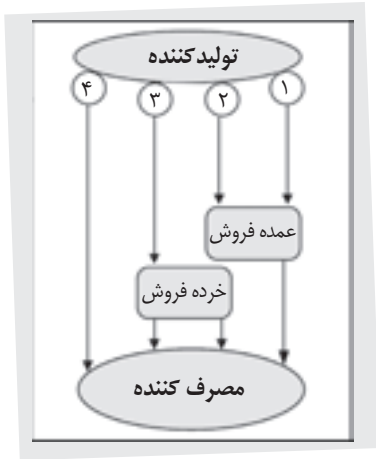 تولیدکننده
۱ ۲ ۳ ۴
عمده فروش
خرده فروش
مصرف کننده